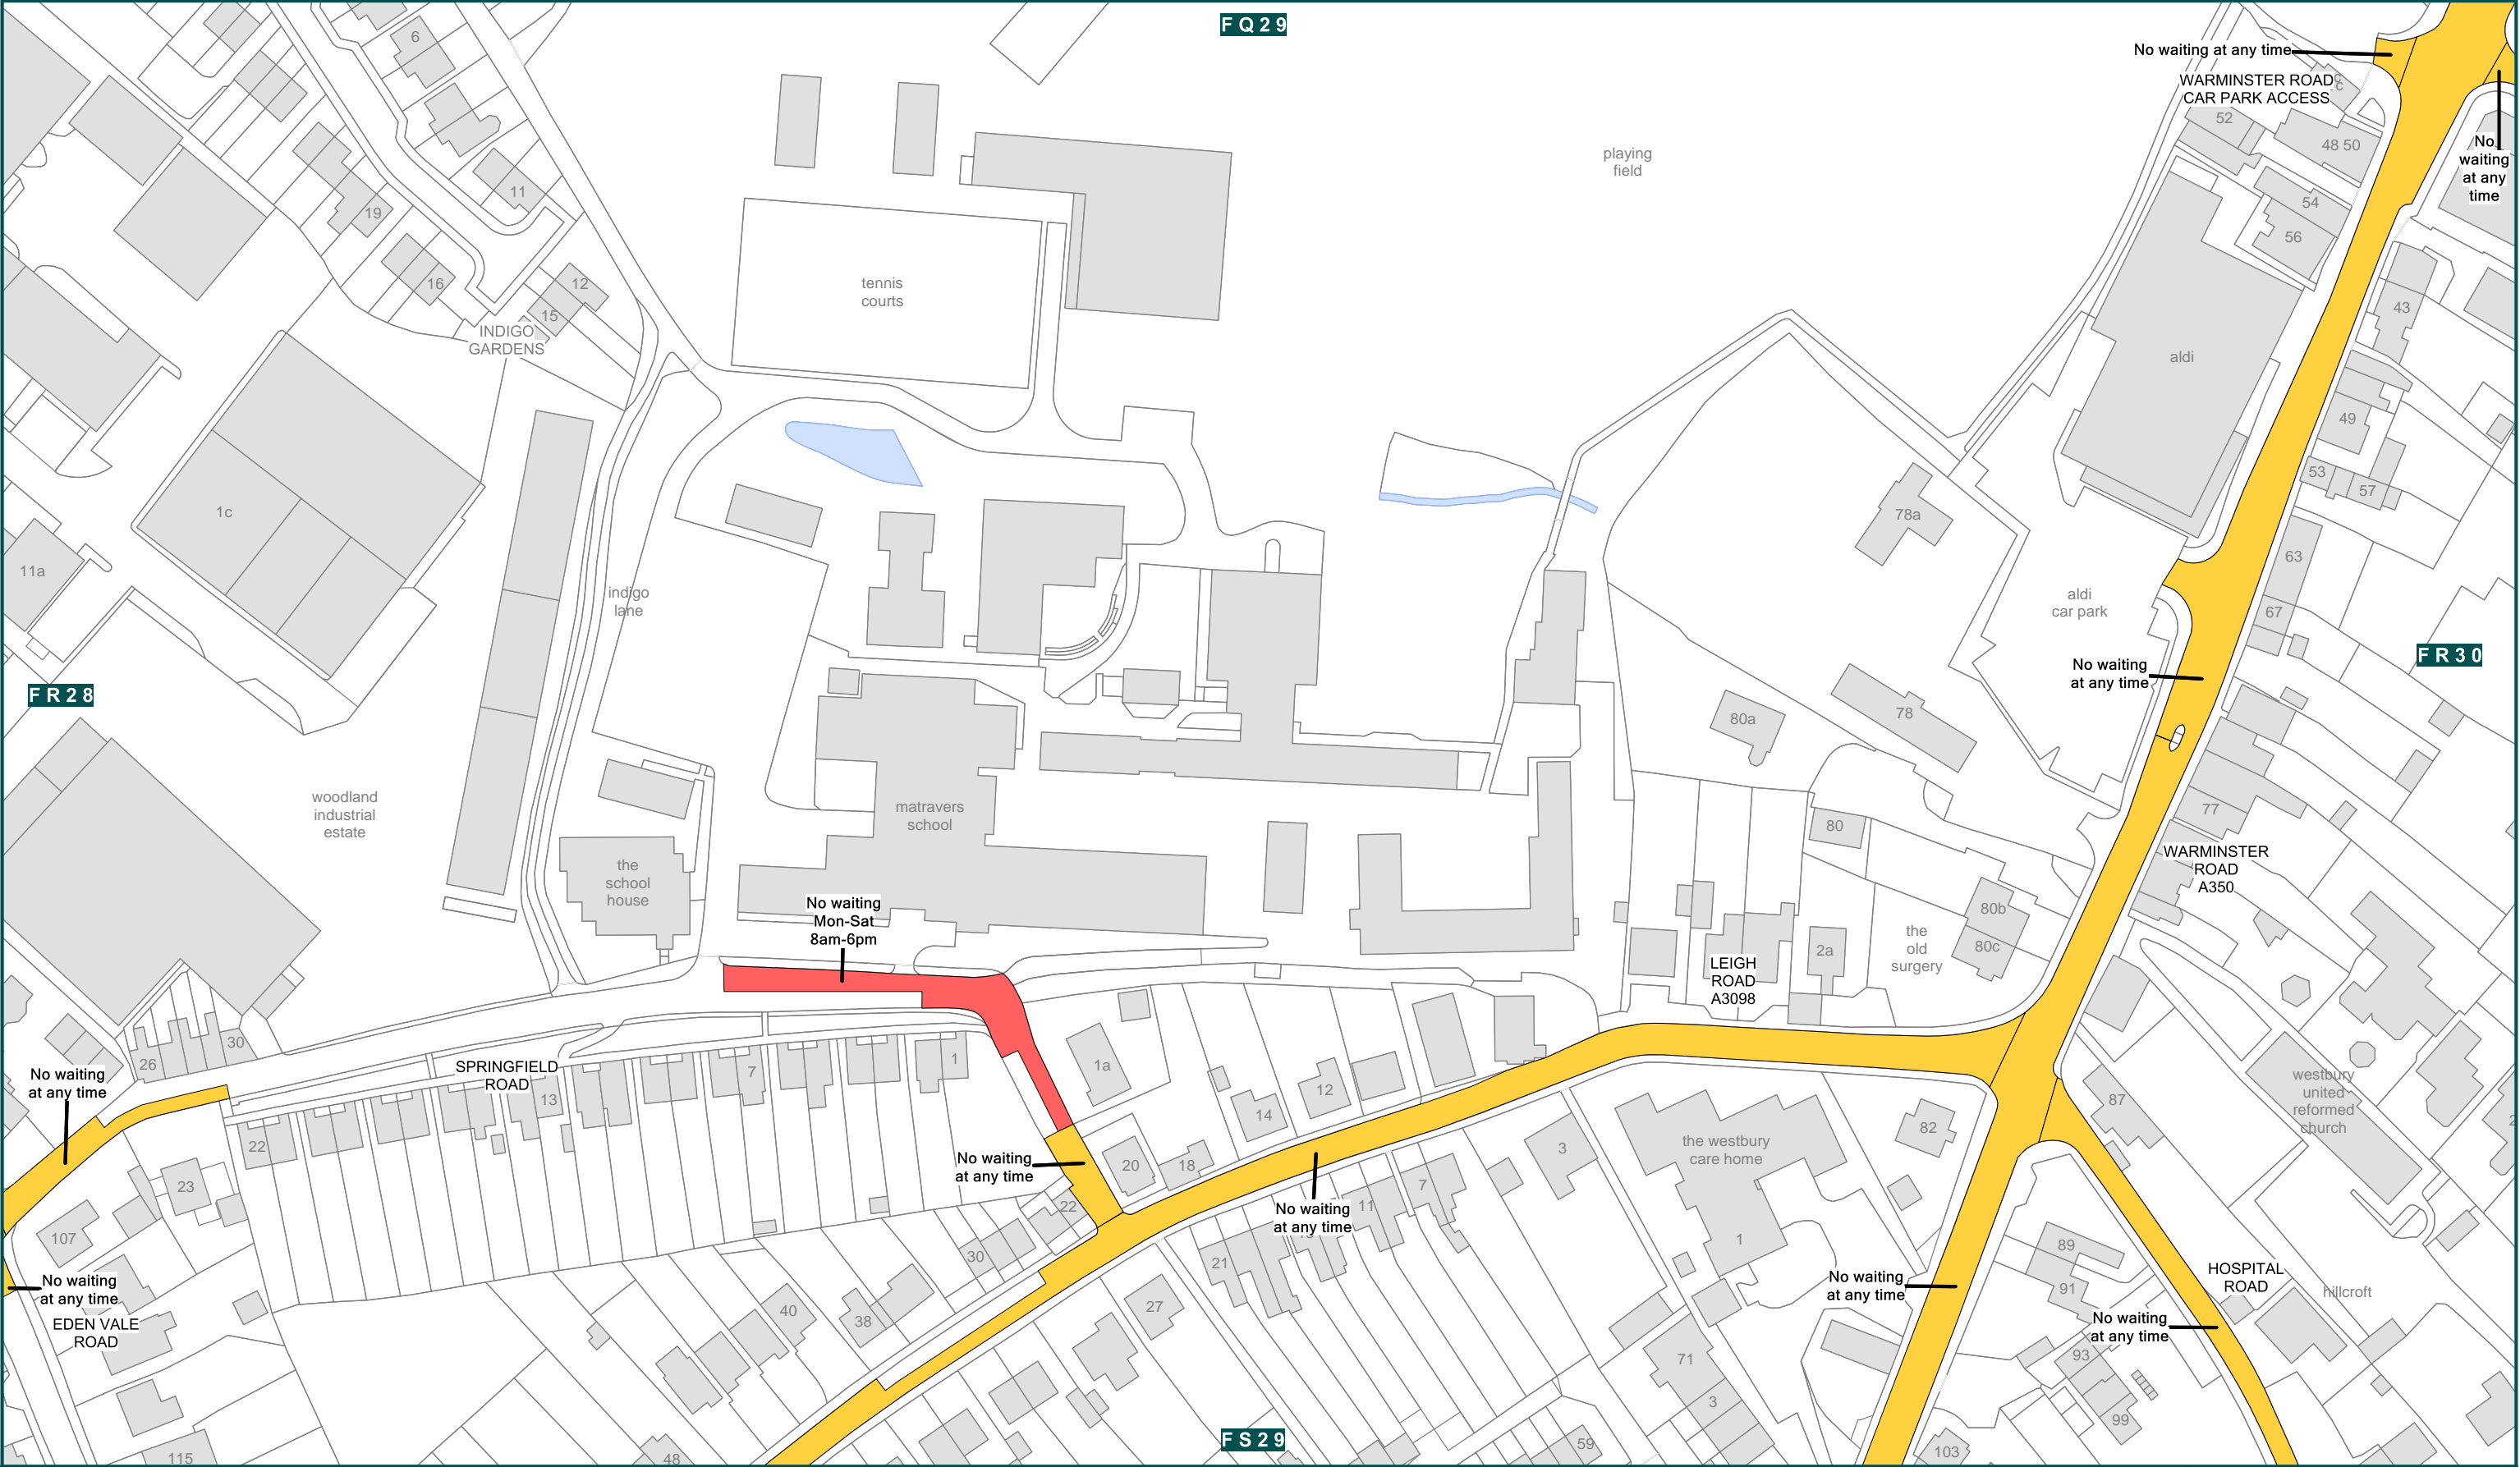 F Q 2 9
No waiting at any time
WARMINSTER ROAD
CAR PARK ACCESS
No
waiting
at any
time
6
11
19
16
12
15
INDIGO
GARDENS
tennis
courts
playing
field
52
48 50
54
56
43
aldi
49
53
57
63
67
1c
11a
indigo
lane
78a
aldi
car park
F R 3 0
F R 2 8
No waiting
at any time
80a
78
77
woodland
industrial
estate
matravers
school
80
the
school
house
WARMINSTER
ROAD
A350
No waiting
Mon-Sat
8am-6pm
80b
80c
2a
the
old
surgery
LEIGH
ROAD
A3098
26
30
No waiting
at any time
SPRINGFIELD
ROAD
13
7
1
1a
12
14
westbury
united
reformed
church
87
82
22
23
107
No waiting
at any time
20
18
22
3
the westbury
care home
1
No waiting
at any time
11
7
21
30
27
38
40
No waiting
at any time
EDEN VALE
ROAD
No waiting
at any time
89
91
HOSPITAL
ROAD
hillcroft
No waiting
at any time
93
99
71
3
59
103
115
48
F S 2 9